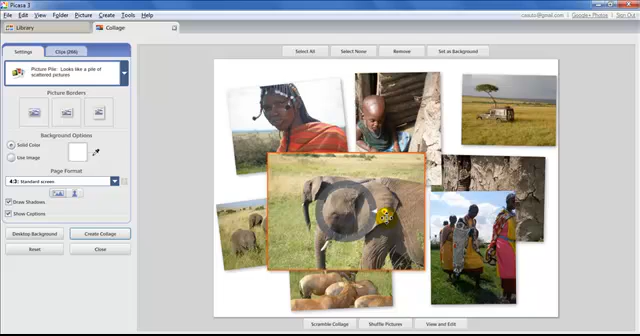 Picasa 3
File Edit View Folder Picture Create Tools Help
Google+ Photos Sign Out
Library
Collage
Settings
Clips (266)
Select All
Select None
Remove
Set as Background
Picture Pile: Looks like a pile of
scattered pictures
Picture Borders
Background Options
Solid Color
Use Image
Page Format
4:3: Standard screen
Draw Shadows
Show Captions
Desktop Background
Create Collage
Reset
Close
Scramble Collage
Shuffle Pictures
View and Edit